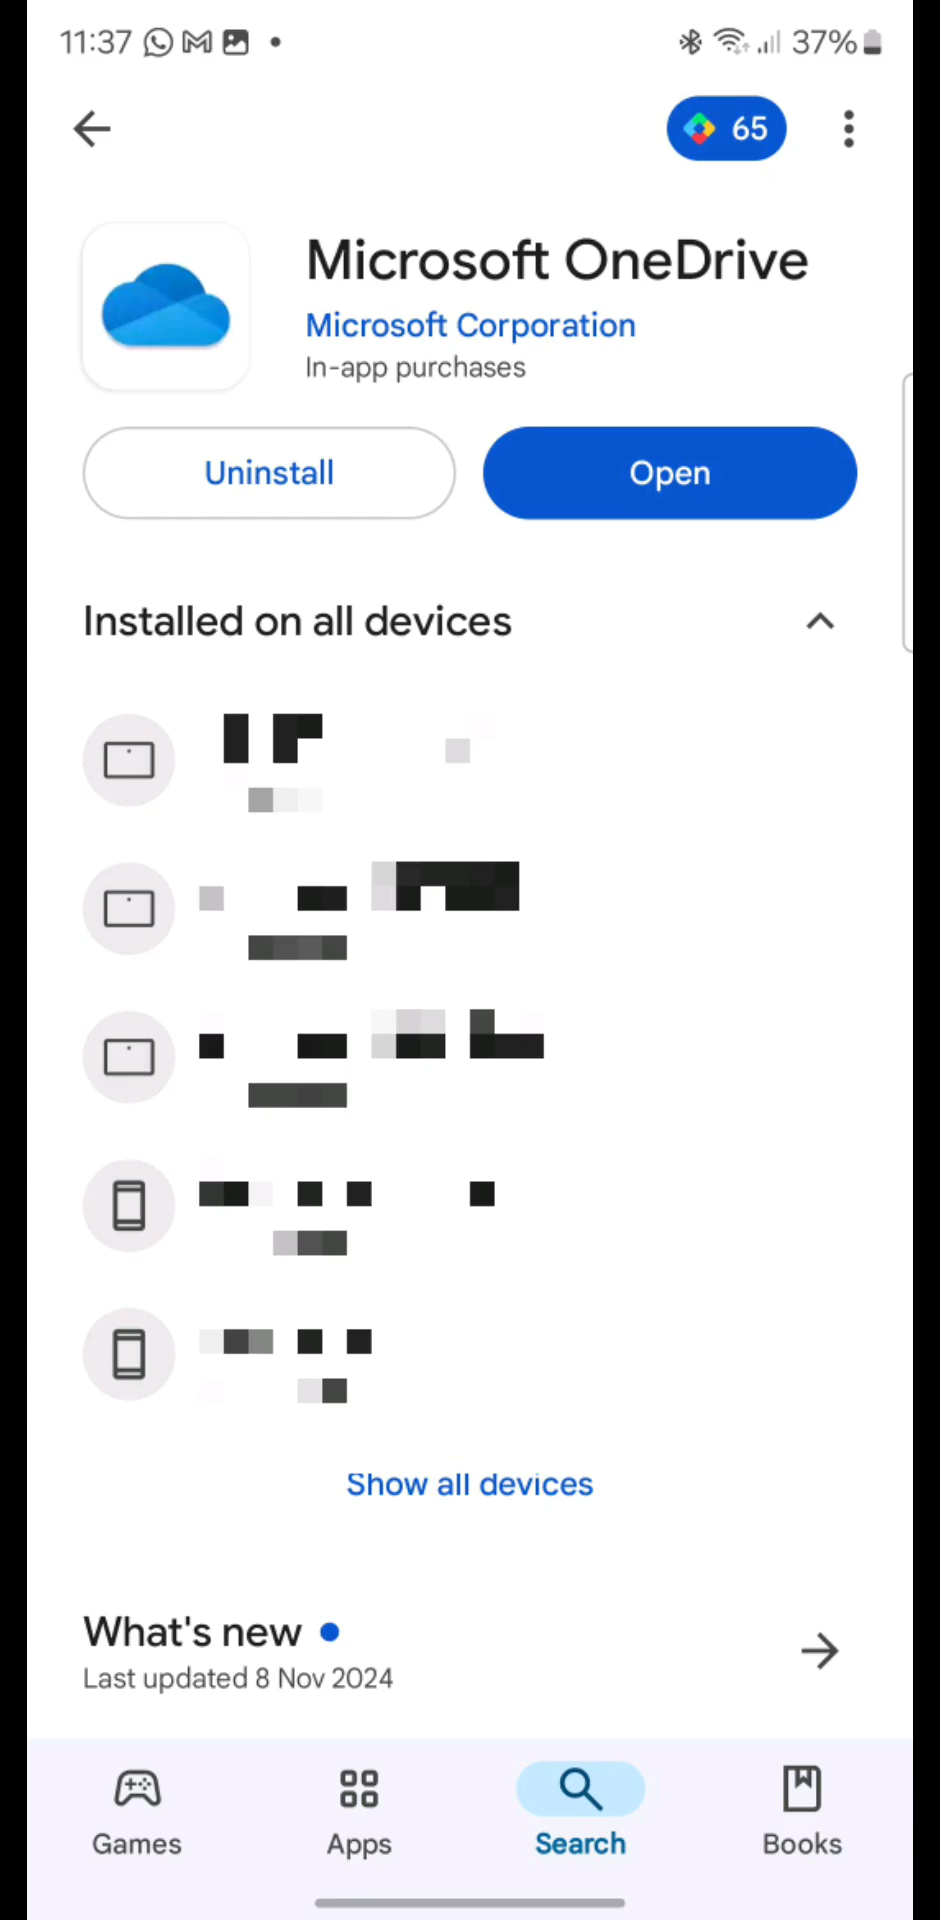 11:37
37%
65
Microsoft OneDrive
Microsoft Corporation
In-app purchases
Uninstall
Open
Installed on all devices
Show all devices
What's new
Last updated 8 Nov 2024
Games
Apps
Search
Books